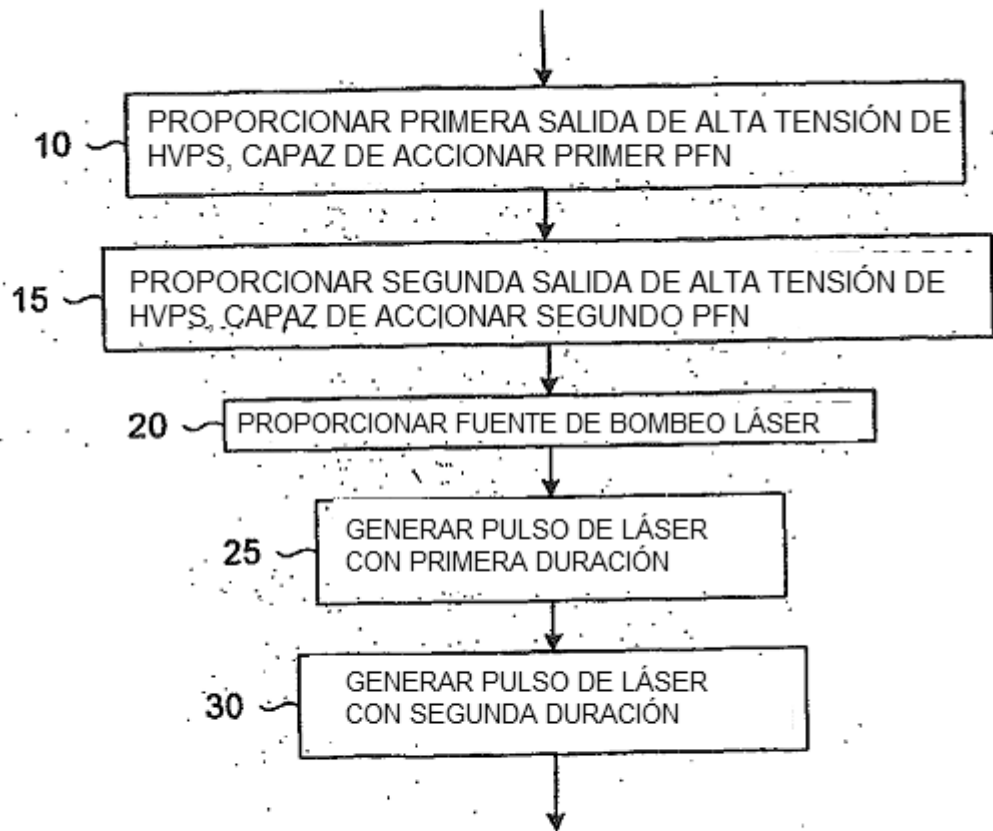 10
PROPORCIONAR PRIMERA SALIDA DE ALTA TENSIÓN DE
HVPS, CAPAZ DE ACCIONAR PRIMER PFN
15
PROPORCIONAR SEGUNDA SALIDA DE ALTA TENSIÓN DE
HVPS, CAPAZ DE ACCIONAR SEGUNDO PFN
20
PROPORCIONAR FUENTE DE BOMBEO LÁSER
25
GENERAR PULSO DE LÁSER
CON PRIMERA DURACIÓN
30
GENERAR PULSO DE LÁSER
CON SEGUNDA DURACIÓN